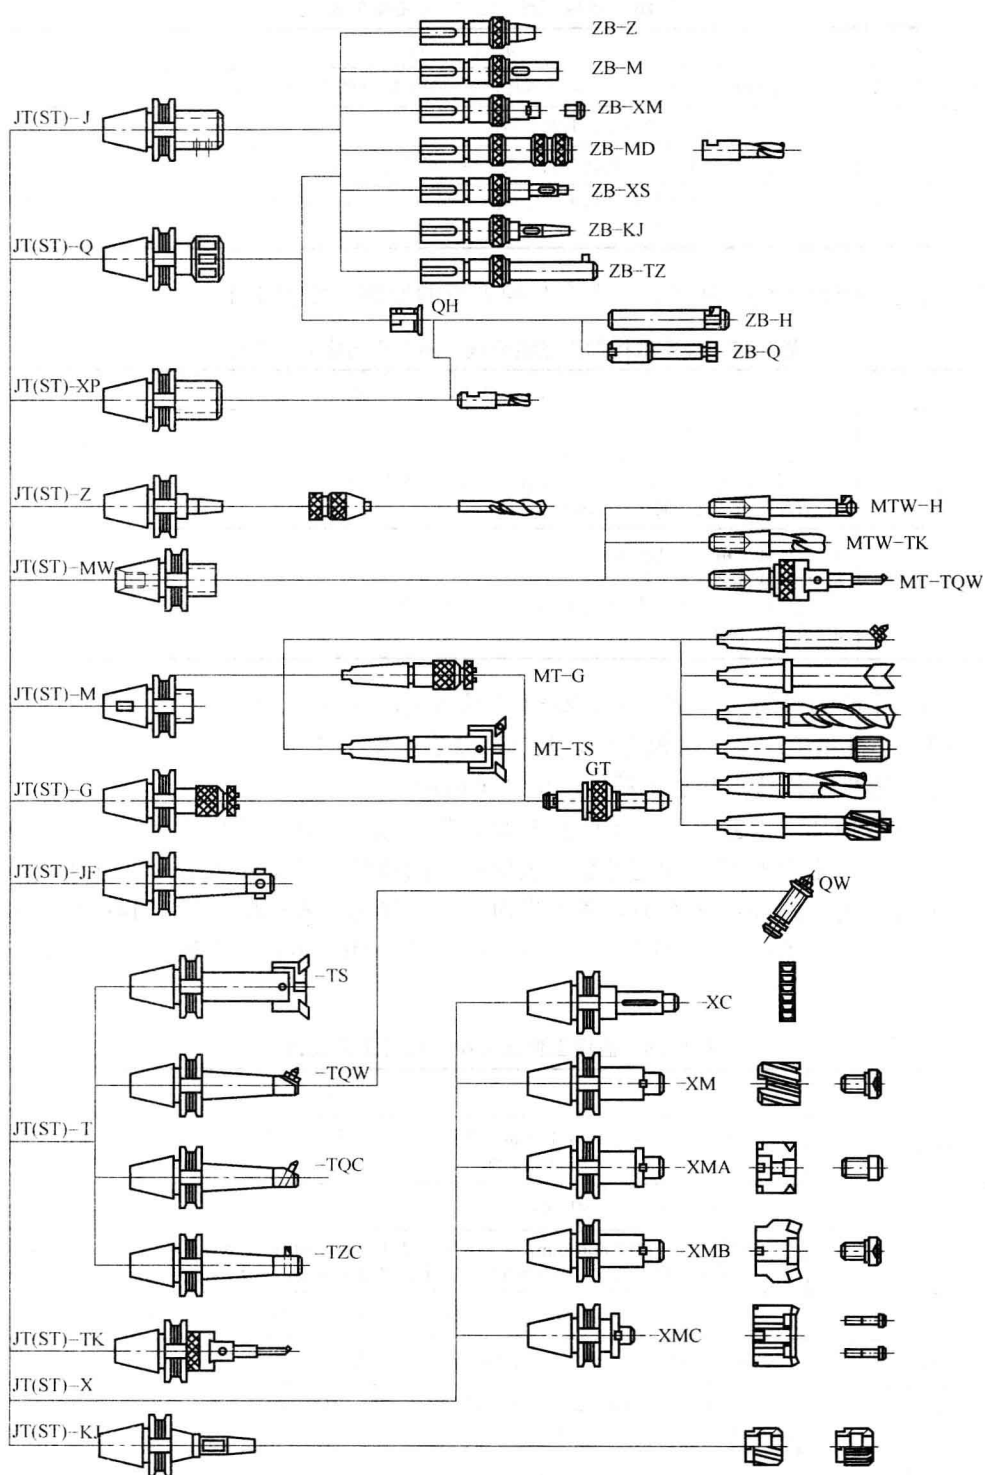 ZB-Z
ZB-M
JT(ST)-J
ZB-XM
ZB-MD
ZB-XS
ZB-KJ
JT(ST)-Q
ZB-TZ
QH
ZB-H
ZB-Q
JT(ST)-XP
JT(ST)-Z
MTW-H
MTW-TK
JT(ST)-MW
MT-TQW
MT-G
JT(ST)-M
MT-TS
GT
JT(ST)-G
JT(ST)-JF
QW
-TS
-XC
-TQW
-XM
JT(ST)-T
-TQC
-XMA
-TZC
-XMB
JT(ST)-TK
-XMC
JT(ST)-X
JT(ST)-KJ